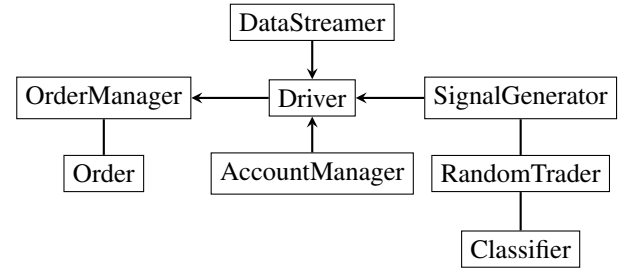 DataStreamer
OrderManager
Driver
SignalGenerator
Order
AccountManager
RandomTrader
Classifier